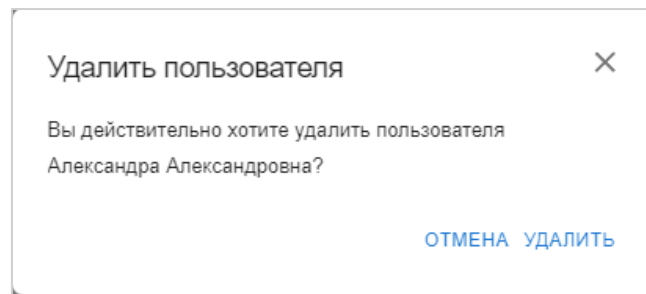 Удалить пользователя
Вы действительно хотите удалить пользователя
Александра Александровна?
ОТМЕНА УДАЛИТЬ